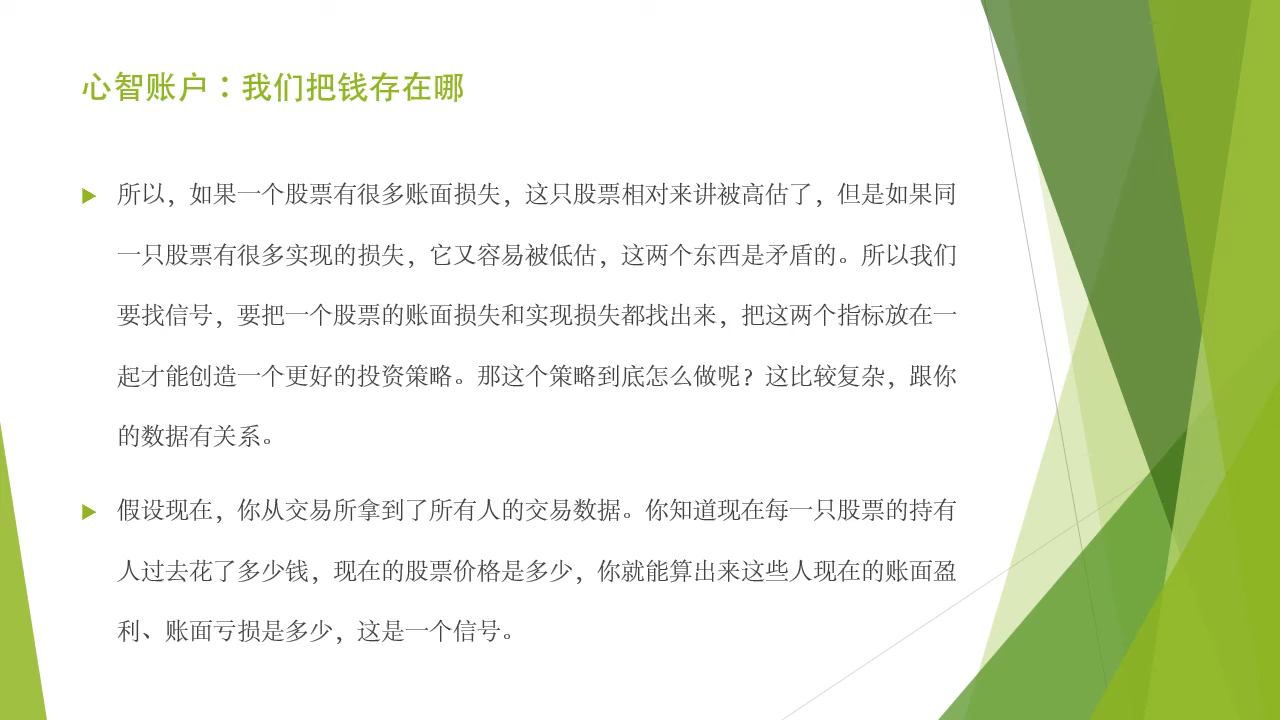 心智账户：我们把钱存在哪
所以，如果一个股票有很多账面损失，这只股票相对来讲被高估了，但是如果同
一只股票有很多实现的损失，它又容易被低估，这两个东西是矛盾的。所以我们
要找信号，要把一个股票的账面损失和实现损失都找出来，把这两个指标放在一
起才能创造一个更好的投资策略。那这个策略到底怎么做呢？这比较复杂，跟你
的数据有关系。
假设现在，你从交易所拿到了所有人的交易数据。你知道现在每一只股票的持有
人过去花了多少钱，现在的股票价格是多少，你就能算出来这些人现在的账面盈
利、账面亏损是多少，这是一个信号。